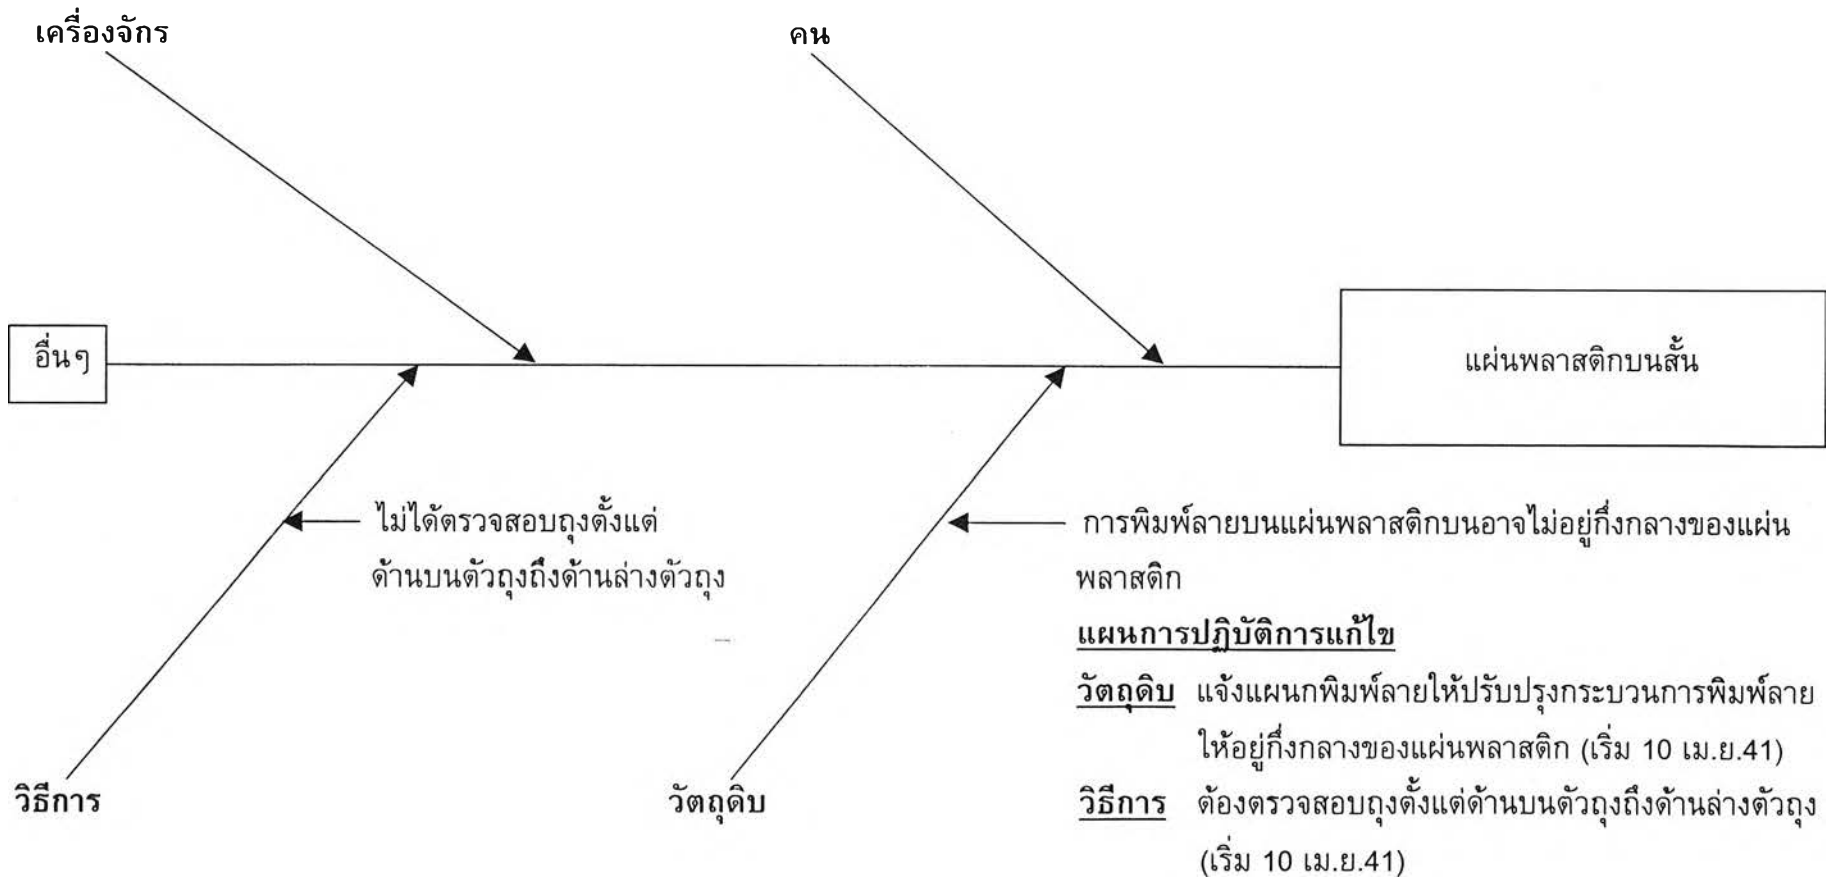 เครื่องจักร
คน
อื่นๆ
แผ่นพลาสติกบนสั้น
ไม่ได้ตรวจสอบถุงตั้งแต่
ด้านบนตัวถุงถึงด้านล่างตัวถุง
การพิมพ์ลายบนแผ่นพลาสติกบนอาจไม่อยู่กึ่งกลางของแผ่น
พลาสติก
แผนการปฏิบัติการแก้ไข
วัตถุดิบ แจ้งแผนกพิมพ์ลายให้ปรับปรุงกระบวนการพิมพ์ลาย
ให้อยู่กึ่งกลางของแผ่นพลาสติก (เริ่ม 10 เม.ย.41)
วิธีการ
วัตถุดิบ
วิธีการ ต้องตรวจสอบถุงตั้งแต่ด้านบนตัวถุงถึงด้านล่างตัวถุง
(เริ่ม 10 เม.ย.41)